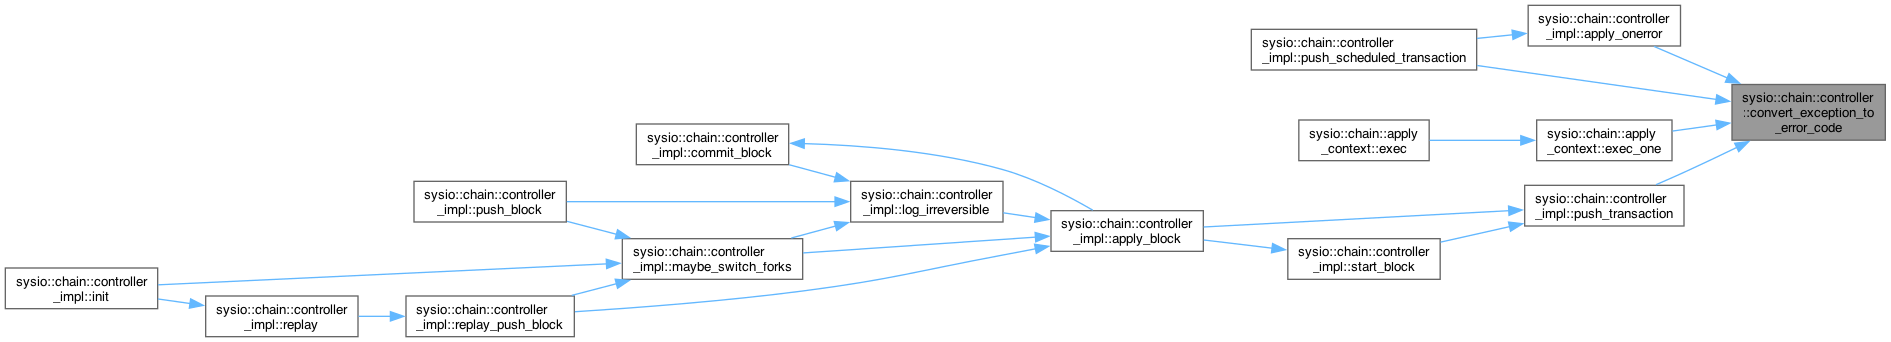 sysio::chain::controller
_impl::apply_onerror
sysio::chain::controller
_impl::push_scheduled_transaction
sysio::chain::controller
::convert_exception_to
_error_code
sysio::chain::apply
_context::exec
sysio::chain::apply
_context::exec_one
sysio::chain::controller
_impl::commit_block
sysio::chain::controller
_impl::push_block
sysio::chain::controller
_impl::log_irreversible
sysio::chain::controller
_impl::push_transaction
sysio::chain::controller
_impl::apply_block
sysio::chain::controller
_impl::maybe_switch_forks
sysio::chain::controller
_impl::start_block
sysio::chain::controller
_impl::init
sysio::chain::controller
_impl::replay
sysio::chain::controller
_impl::replay_push_block